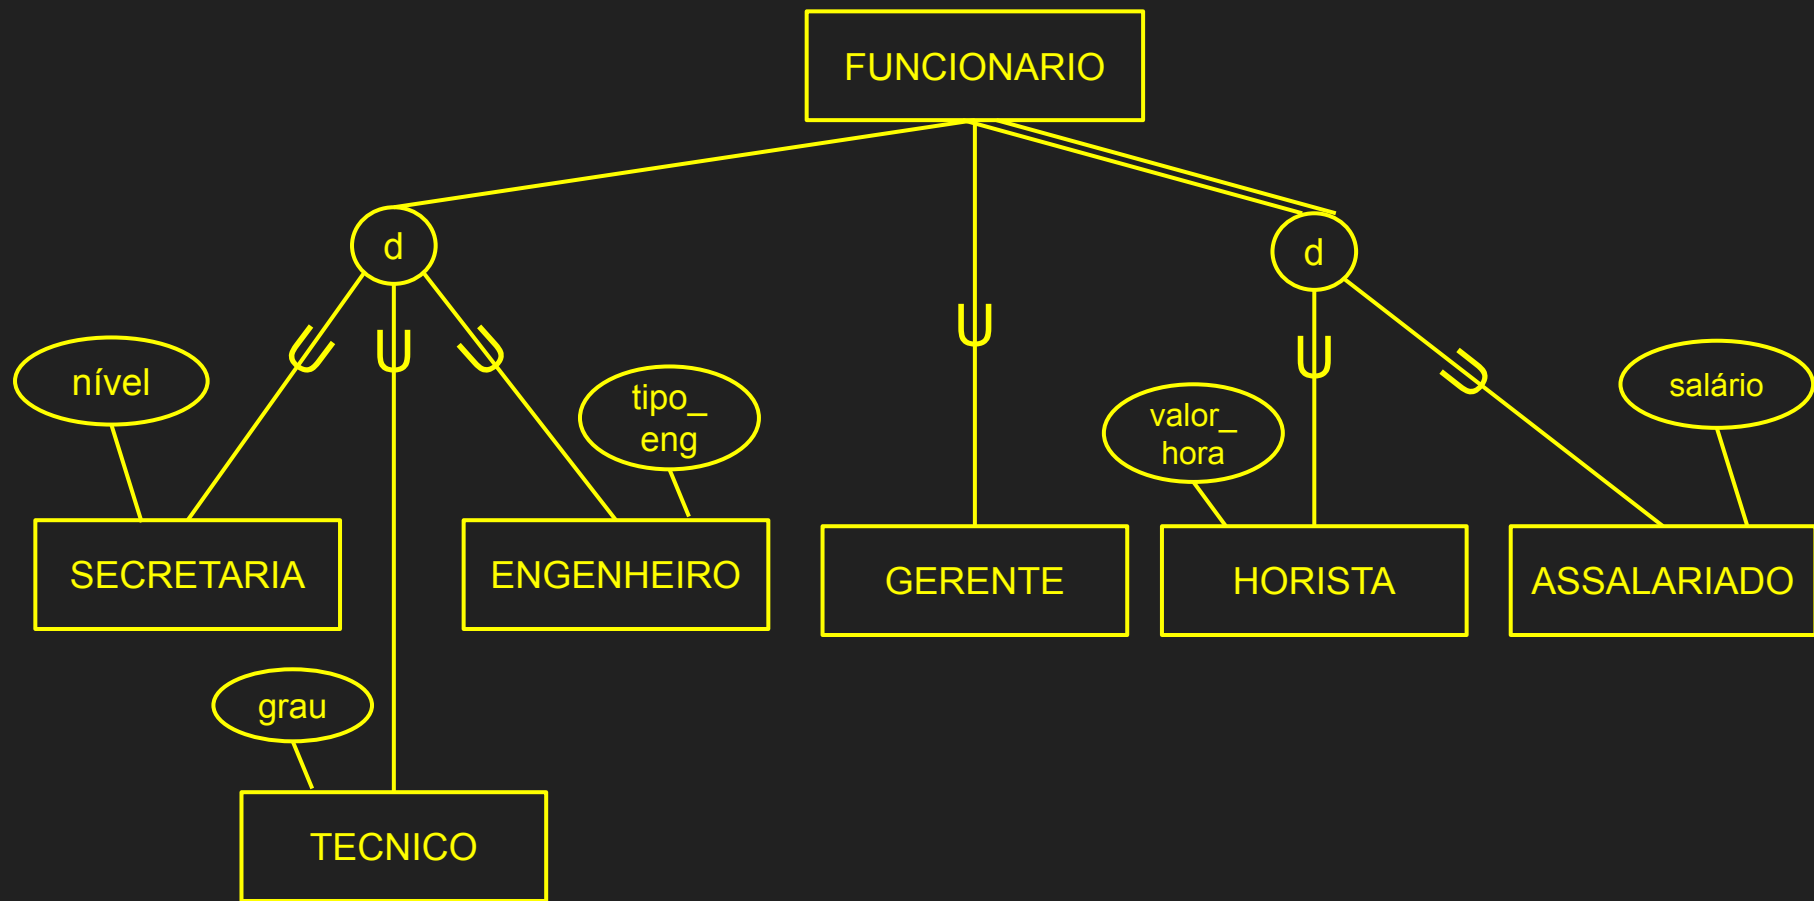 FUNCIONARIO
d
d
nível
tipo_
eng
valor_
hora
salário
SECRETARIA
ENGENHEIRO
GERENTE
HORISTA
ASSALARIADO
grau
TECNICO